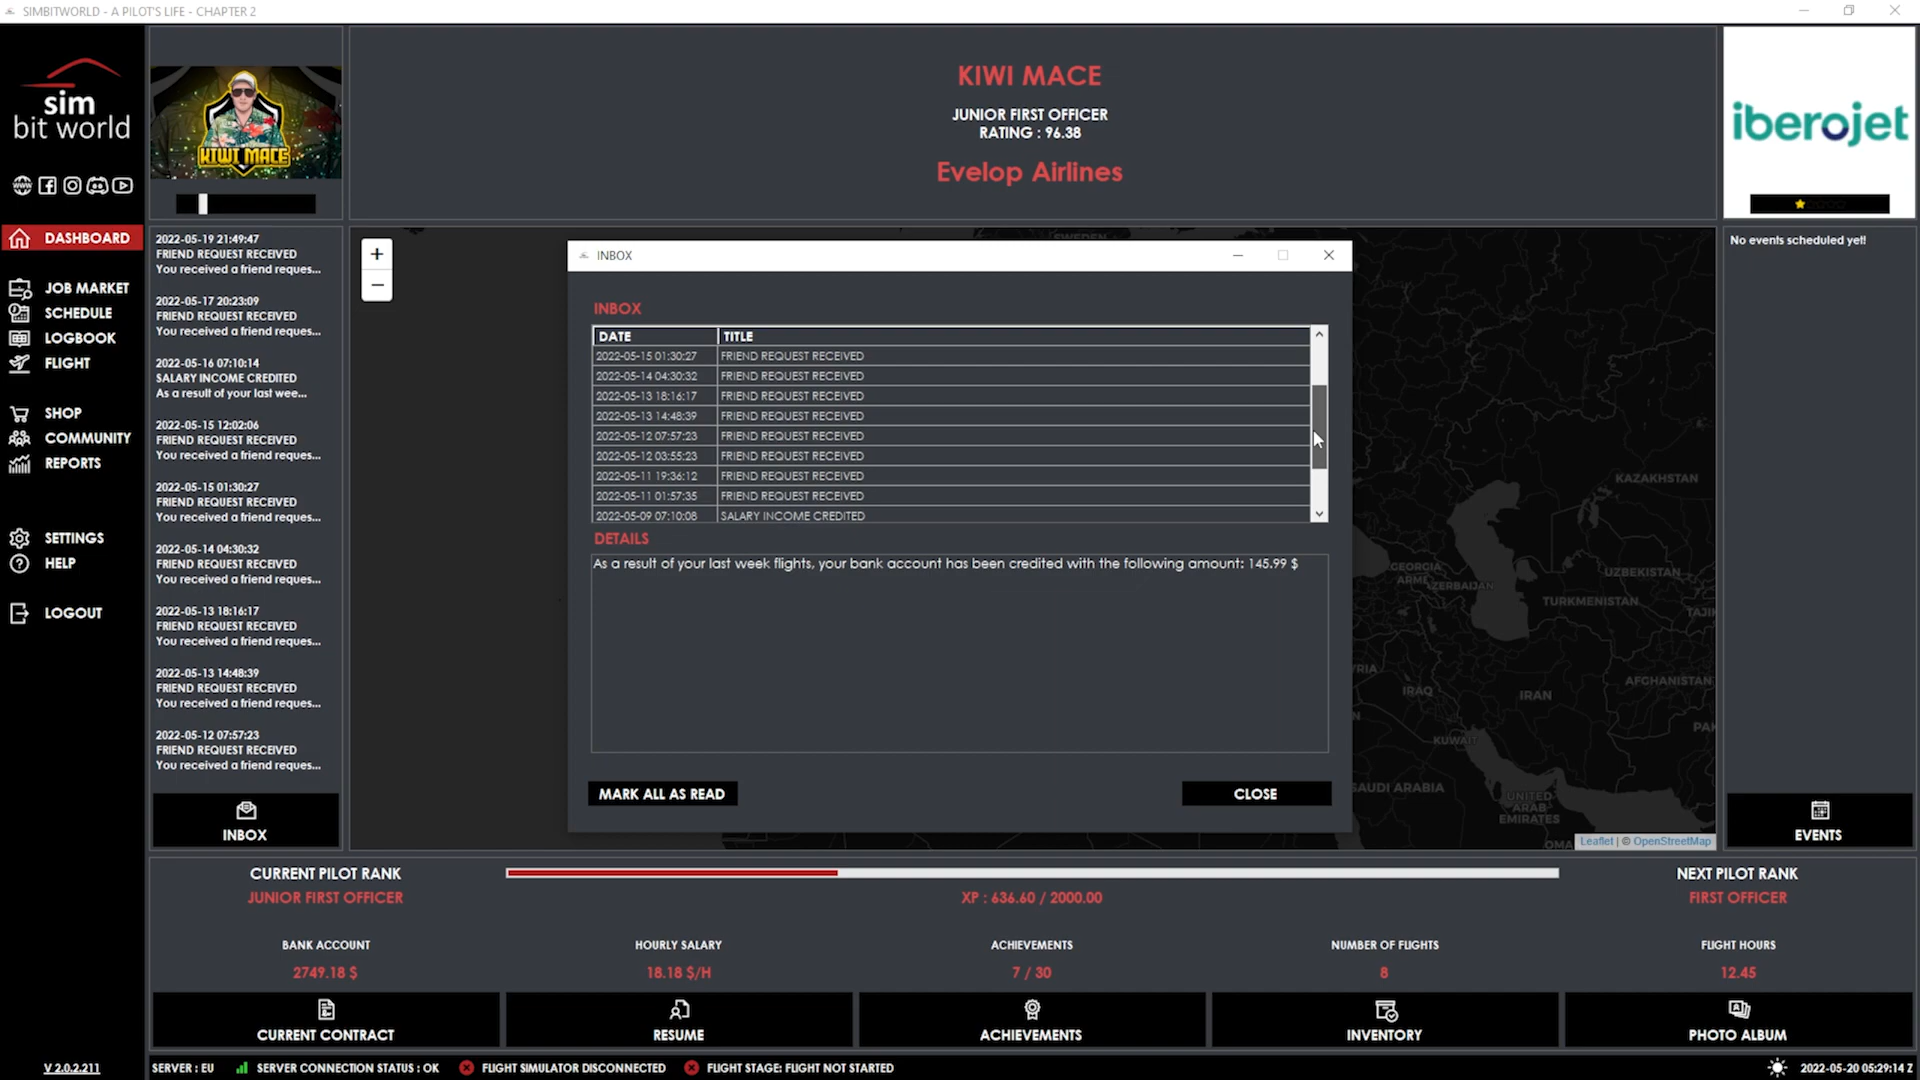 SIMBITWORLD - A PILOT'S LIFE - CHAPTER 2
sim
bit world
DASHBOARD
JOB MARKET
SCHEDULE
LOGBOOK
FLIGHT
SHOP
COMMUNITY
REPORTS
SETTINGS
HELP
LOGOUT
V 2.0.2.211
KIWI MACE
2022-05-19 21:49:47
FRIEND REQUEST RECEIVED
You received a friend reques...
2022-05-17 20:23:09
FRIEND REQUEST RECEIVED
You received a friend reques...
2022-05-16 07:10:14
SALARY INCOME CREDITED
As a result of your last wee...
2022-05-15 12:02:06
FRIEND REQUEST RECEIVED
You received a friend reques...
2022-05-15 01:30:27
FRIEND REQUEST RECEIVED
You received a friend reques...
2022-05-14 04:30:32
FRIEND REQUEST RECEIVED
You received a friend reques...
2022-05-13 18:16:17
FRIEND REQUEST RECEIVED
You received a friend reques...
2022-05-13 14:48:39
FRIEND REQUEST RECEIVED
You received a friend reques...
2022-05-12 07:57:23
FRIEND REQUEST RECEIVED
You received a friend reques...
INBOX
KIWI MACE
JUNIOR FIRST OFFICER
RATING : 96.38
Evelop Airlines
iberojet
No events scheduled yet!
EVENTS
+
−
SWEDEN
INBOX
INBOX
DATE TITLE
2022-05-15 01:30:27 FRIEND REQUEST RECEIVED
2022-05-14 04:30:32 FRIEND REQUEST RECEIVED
2022-05-13 18:16:17 FRIEND REQUEST RECEIVED
2022-05-13 14:48:39 FRIEND REQUEST RECEIVED
2022-05-12 07:57:23 FRIEND REQUEST RECEIVED
2022-05-12 03:55:23 FRIEND REQUEST RECEIVED
2022-05-11 19:36:12 FRIEND REQUEST RECEIVED
2022-05-11 01:57:35 FRIEND REQUEST RECEIVED
2022-05-09 07:10:08 SALARY INCOME CREDITED
DETAILS
As a result of your last week flights, your bank account has been credited with the following amount: 145.99 $
MARK ALL AS READ
CLOSE
KAZAKHSTAN
GEORGIA
UZBEKISTAN
TURKMENISTAN
IRAQ
IRAN
AFGHANISTAN
KUWAIT
SAUDI ARABIA
UNITED
ARAB
EMIRATES
Leaflet | © OpenStreetMap
CURRENT PILOT RANK
JUNIOR FIRST OFFICER
XP : 636.60 / 2000.00
NEXT PILOT RANK
FIRST OFFICER
BANK ACCOUNT
2749.18 $
HOURLY SALARY
18.18 $/H
ACHIEVEMENTS
7 / 30
NUMBER OF FLIGHTS
8
FLIGHT HOURS
12.45
CURRENT CONTRACT
RESUME
ACHIEVEMENTS
INVENTORY
PHOTO ALBUM
SERVER : EU
SERVER CONNECTION STATUS : OK
FLIGHT SIMULATOR DISCONNECTED
FLIGHT STAGE: FLIGHT NOT STARTED
2022-05-20 05:29:14 Z